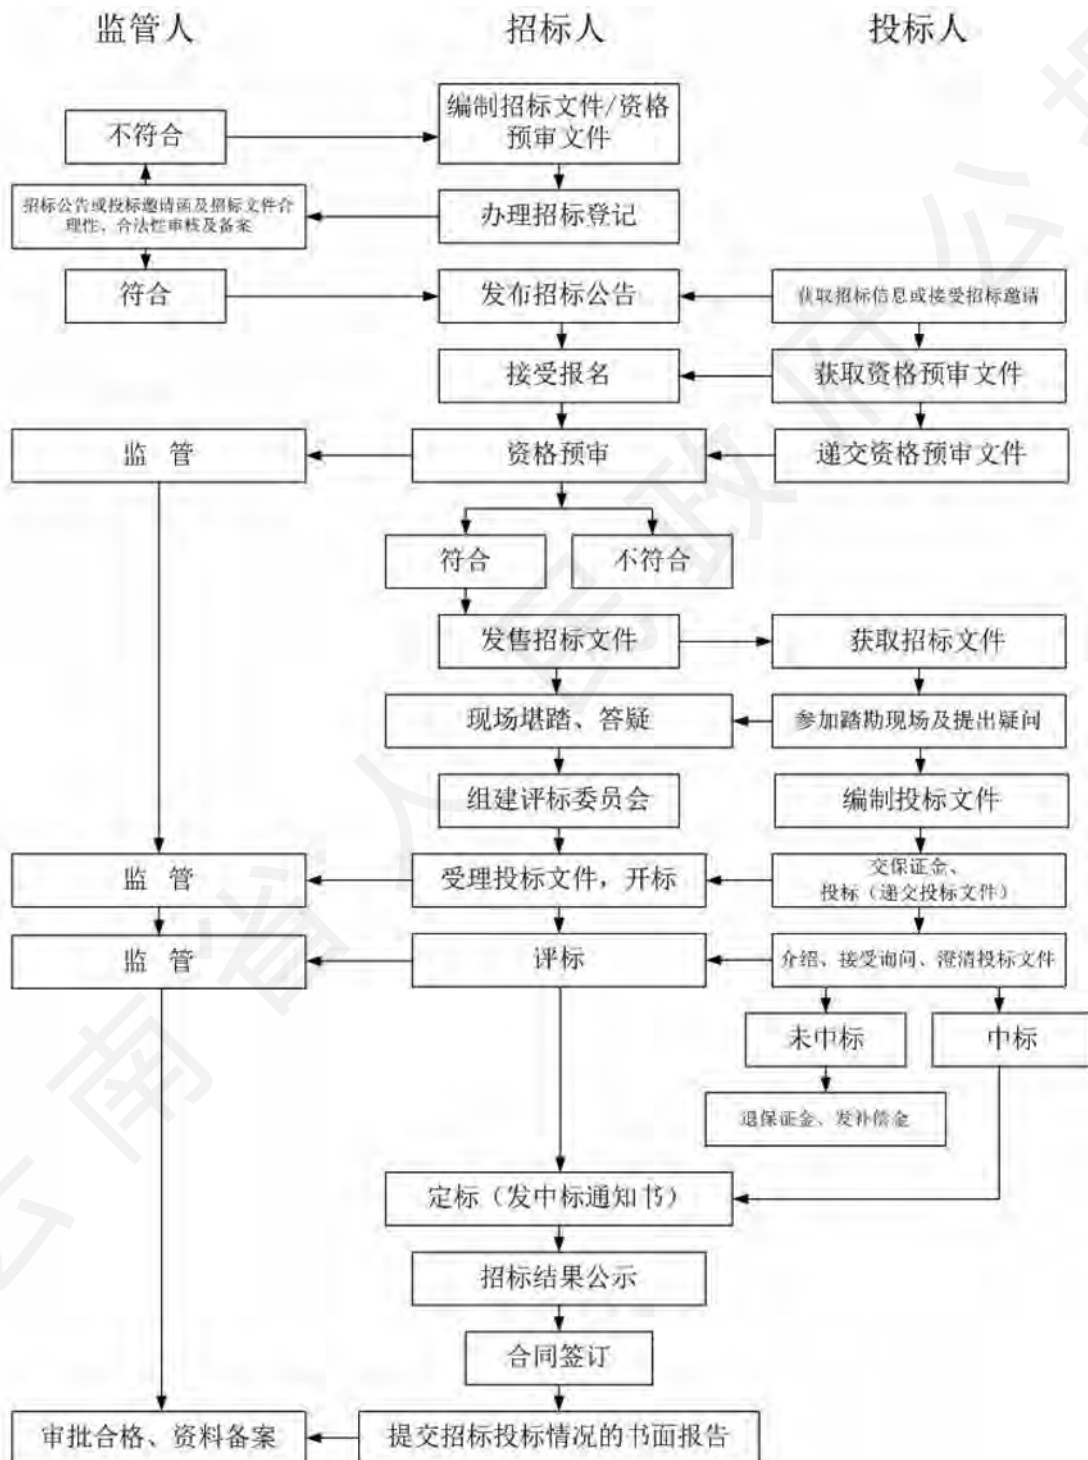 监管人
招标人
投标人
编制招标文件/资格
预审文件
不符合
招标公告或投标邀请函及招标文件合
理性、合法性审核及备案
办理招标登记
符合
发布招标公告
获取招标信息或接受招标邀请
接受报名
获取资格预审文件
监 管
资格预审
递交资格预审文件
符合
不符合
发售招标文件
获取招标文件
现场堪踏、答疑
参加踏勘现场及提出疑问
组建评标委员会
编制投标文件
监 管
受理投标文件，开标
交保证金、
投标（递交投标文件）
监 管
评标
介绍、接受询问、澄清投标文件
未中标
中标
退保证金、发补偿金
定标（发中标通知书）
招标结果公示
合同签订
审批合格、资料备案
提交招标投标情况的书面报告
云南省人民政府公报